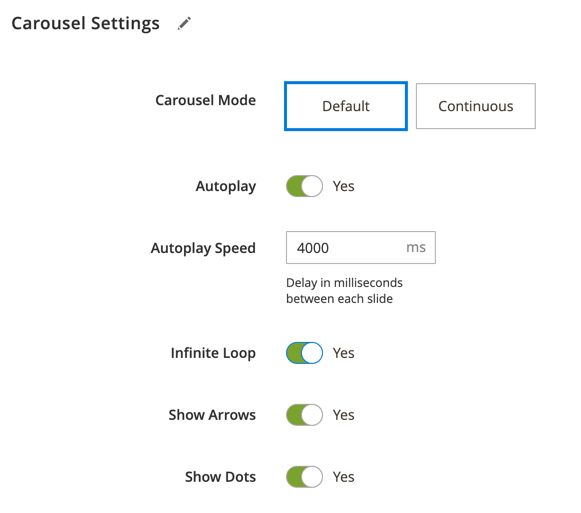 Carousel Settings
Carousel Mode
Default
Continuous
Autoplay
Yes
Autoplay Speed
4000
ms
Delay in milliseconds
between each slide
Infinite Loop
Yes
Show Arrows
Yes
Show Dots
Yes